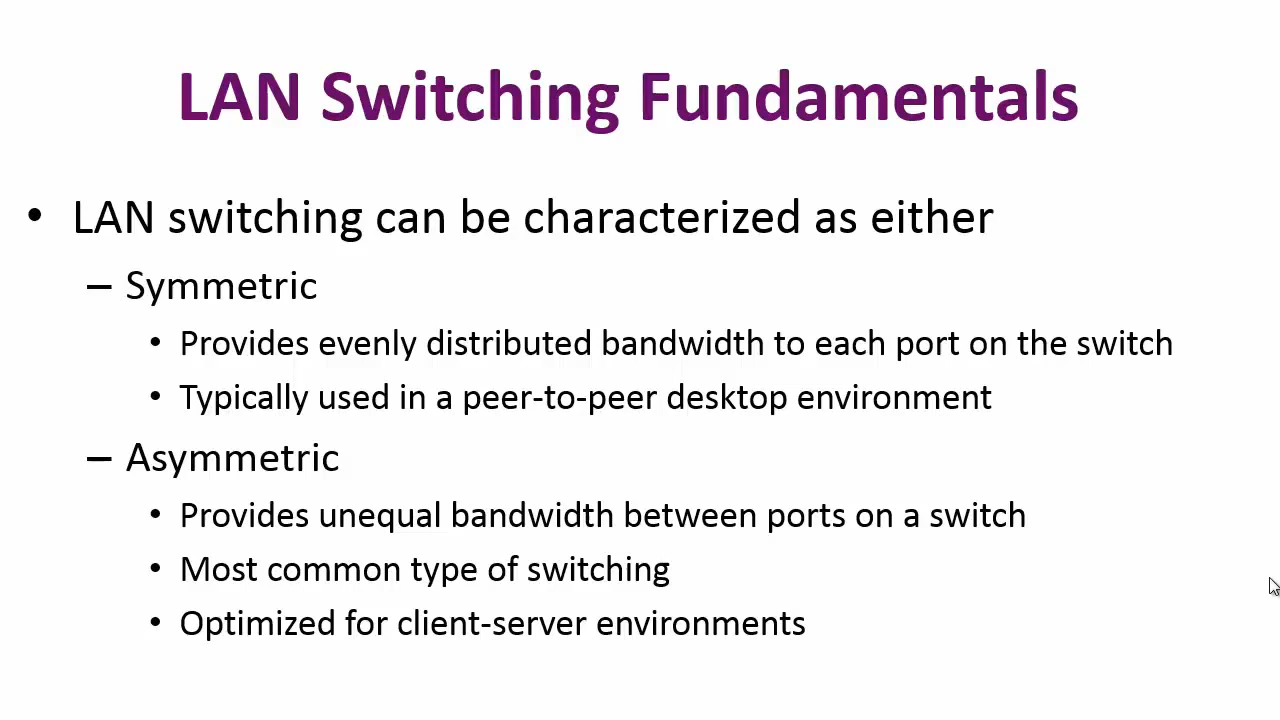 LAN Switching Fundamentals
• LAN switching can be characterized as either
– Symmetric
• Provides evenly distributed bandwidth to each port on the switch
• Typically used in a peer-to-peer desktop environment
– Asymmetric
• Provides unequal bandwidth between ports on a switch
• Most common type of switching
• Optimized for client-server environments